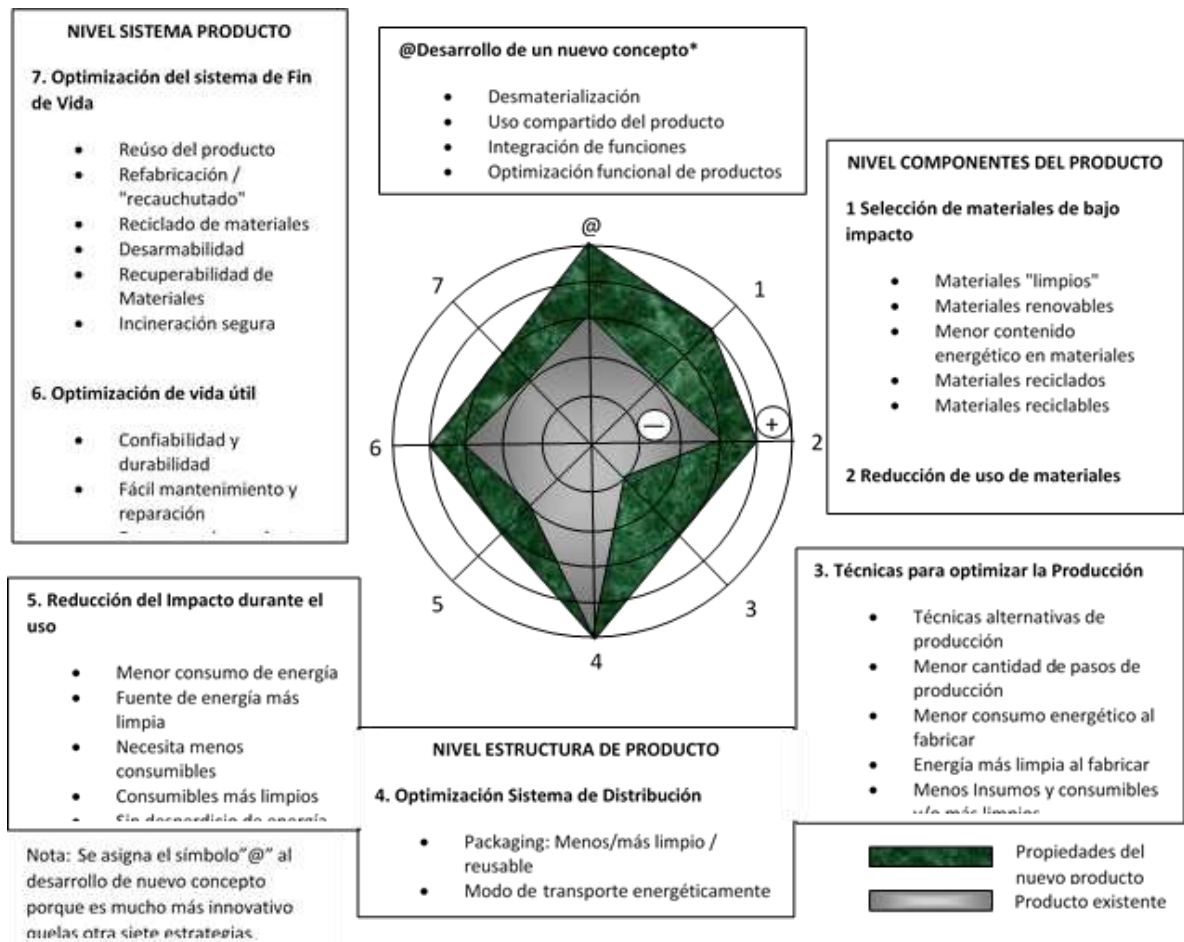 NIVEL SISTEMA PRODUCTO
7. Optimización del sistema de Fin
de Vida
• Reúso del producto
• Refabricación /
"recauchutado"
• Reciclado de materiales
• Desarmabilidad
• Recuperabilidad de
Materiales
• Incineración segura
6. Optimización de vida útil
• Confiabilidad y
durabilidad
• Fácil mantenimiento y
reparación
@Desarrollo de un nuevo concepto*
• Desmaterialización
• Uso compartido del producto
• Integración de funciones
• Optimización funcional de productos
NIVEL COMPONENTES DEL PRODUCTO
1 Selección de materiales de bajo
impacto
• Materiales "limpios"
• Materiales renovables
• Menor contenido
energético en materiales
• Materiales reciclados
• Materiales reciclables
2 Reducción de uso de materiales
@
7
1
6
—
+
2
5
3
4
5. Reducción del Impacto durante el
uso
• Menor consumo de energía
• Fuente de energía más
limpia
• Necesita menos
consumibles
• Consumibles más limpios
• Sin desperdicio de energía
NIVEL ESTRUCTURA DE PRODUCTO
4. Optimización Sistema de Distribución
• Packaging: Menos/más limpio /
reusable
• Modo de transporte energéticamente
3. Técnicas para optimizar la Producción
• Técnicas alternativas de
producción
• Menor cantidad de pasos de
producción
• Menor consumo energético al
fabricar
• Energía más limpia al fabricar
• Menos Insumos y consumibles
y/o más limpios
Nota: Se asigna el símbolo"@" al
desarrollo de nuevo concepto
porque es mucho más innovativo
quelas otra siete estrategias.
Propiedades del
nuevo producto
Producto existente